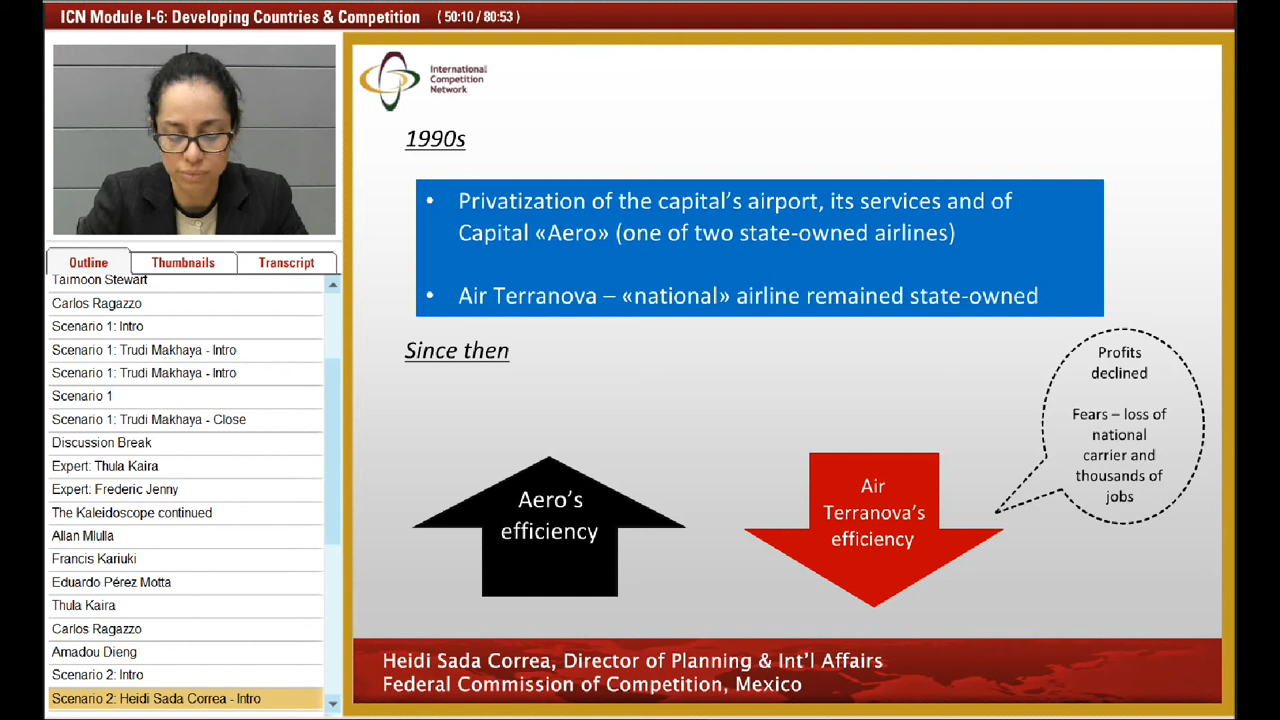 ICN Module I-6: Developing Countries & Competition ( 50:10 / 80:53 )
International
Competition
Network
Outline
Thumbnails
Transcript
Taimoon Stewart
Carlos Ragazzo
Scenario 1: Intro
Scenario 1: Trudi Makhaya - Intro
Scenario 1: Trudi Makhaya - Intro
Scenario 1
Scenario 1: Trudi Makhaya - Close
Discussion Break
Expert: Thula Kaira
Expert: Frederic Jenny
The Kaleidoscope continued
Allan Mlulla
Francis Kariuki
Eduardo Pérez Motta
Thula Kaira
Carlos Ragazzo
Amadou Dieng
Scenario 2: Intro
Scenario 2: Heidi Sada Correa - Intro
1990s
• Privatization of the capital’s airport, its services and of
Capital «Aero» (one of two state-owned airlines)
• Air Terranova – «national» airline remained state-owned
Since then
Aero’s
efficiency
Air
Terranova’s
efficiency
Profits
declined
Fears – loss of
national
carrier and
thousands of
jobs
Heidi Sada Correa, Director of Planning & Int’l Affairs
Federal Commission of Competition, Mexico